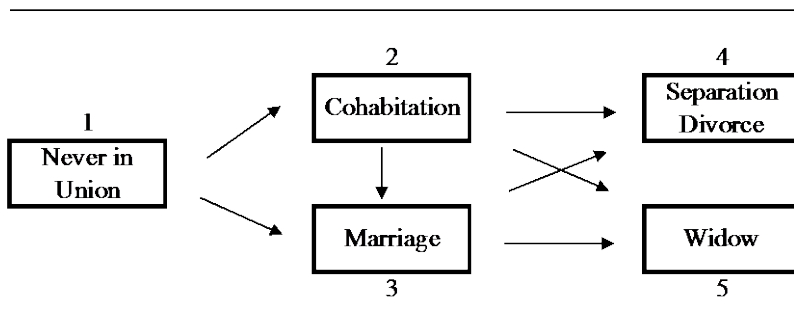 1
Never in
Union
2
Cohabitation
Marriage
3
4
Separation
Divorce
Widow
5